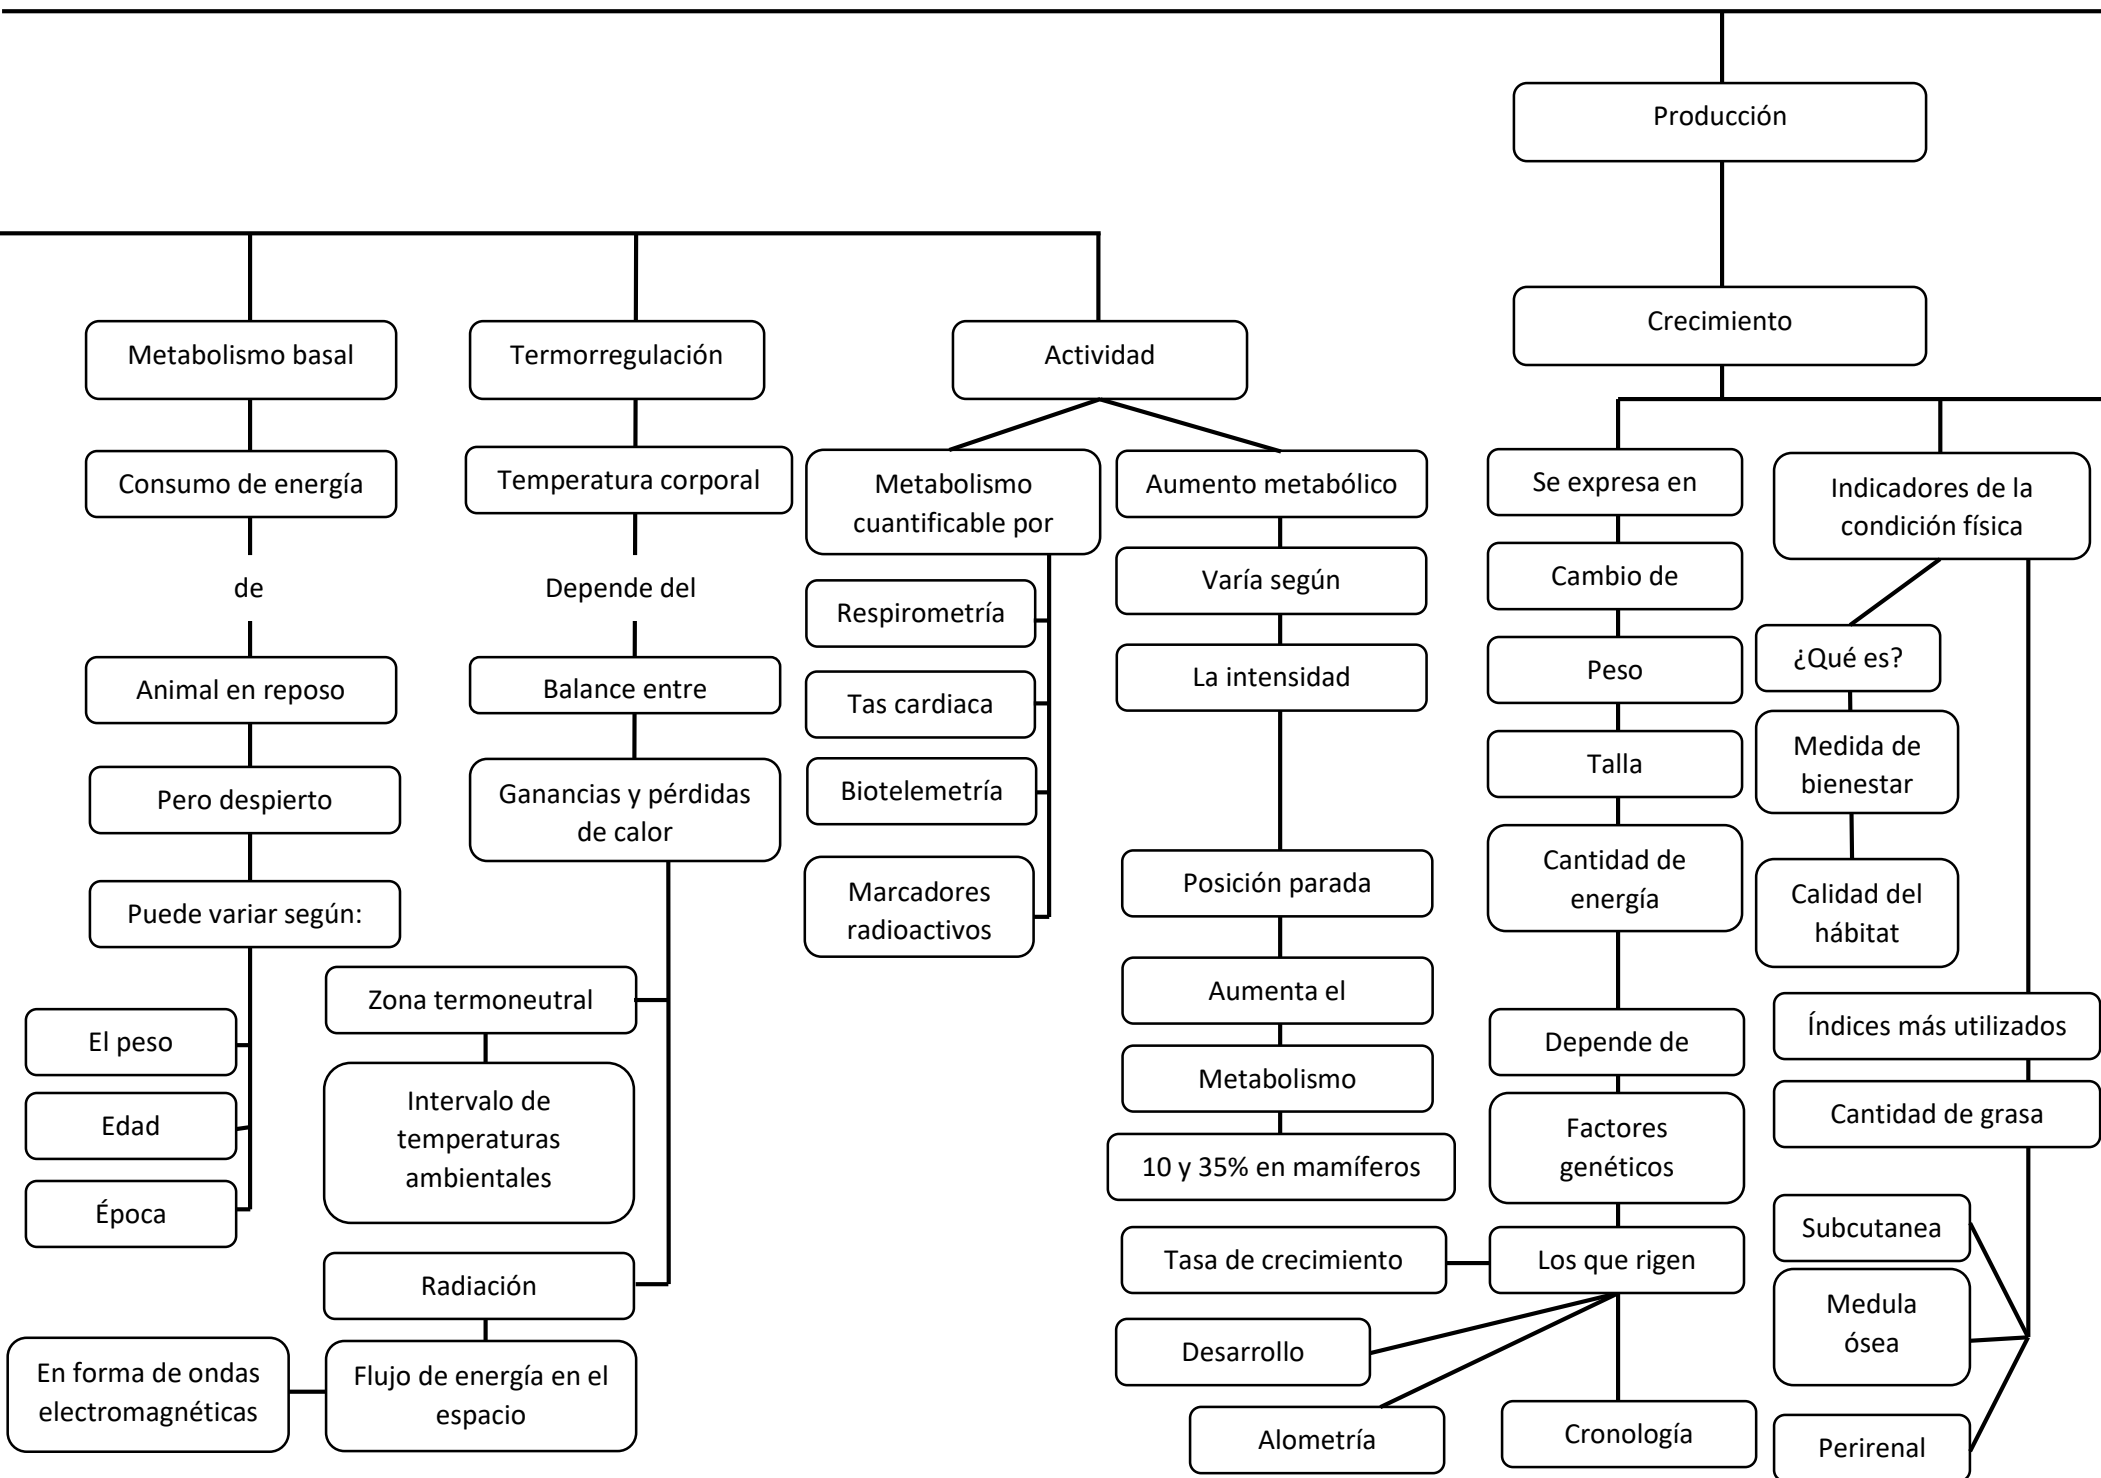 Producción
Crecimiento
Metabolismo basal
Consumo de energía
de
Animal en reposo
Pero despierto
Puede variar según:
El peso
Edad
Época
Termorregulación
Temperatura corporal
Depende del
Balance entre
Ganancias y pérdidas
de calor
Zona termoneutral
Intervalo de
temperaturas
ambientales
Radiación
Flujo de energía en el
espacio
En forma de ondas
electromagnéticas
Actividad
Metabolismo
cuantificable por
Respirometría
Tas cardiaca
Biotelemetría
Marcadores
radioactivos
Aumento metabólico
Varía según
La intensidad
Posición parada
Aumenta el
Metabolismo
10 y 35% en mamíferos
Se expresa en
Cambio de
Peso
Talla
Cantidad de
energía
Depende de
Factores
genéticos
Los que rigen
Tasa de crecimiento
Desarrollo
Alometría
Cronología
Indicadores de la
condición física
¿Qué es?
Medida de
bienestar
Calidad del
hábitat
Índices más utilizados
Cantidad de grasa
Subcutanea
Medula
ósea
Perirenal